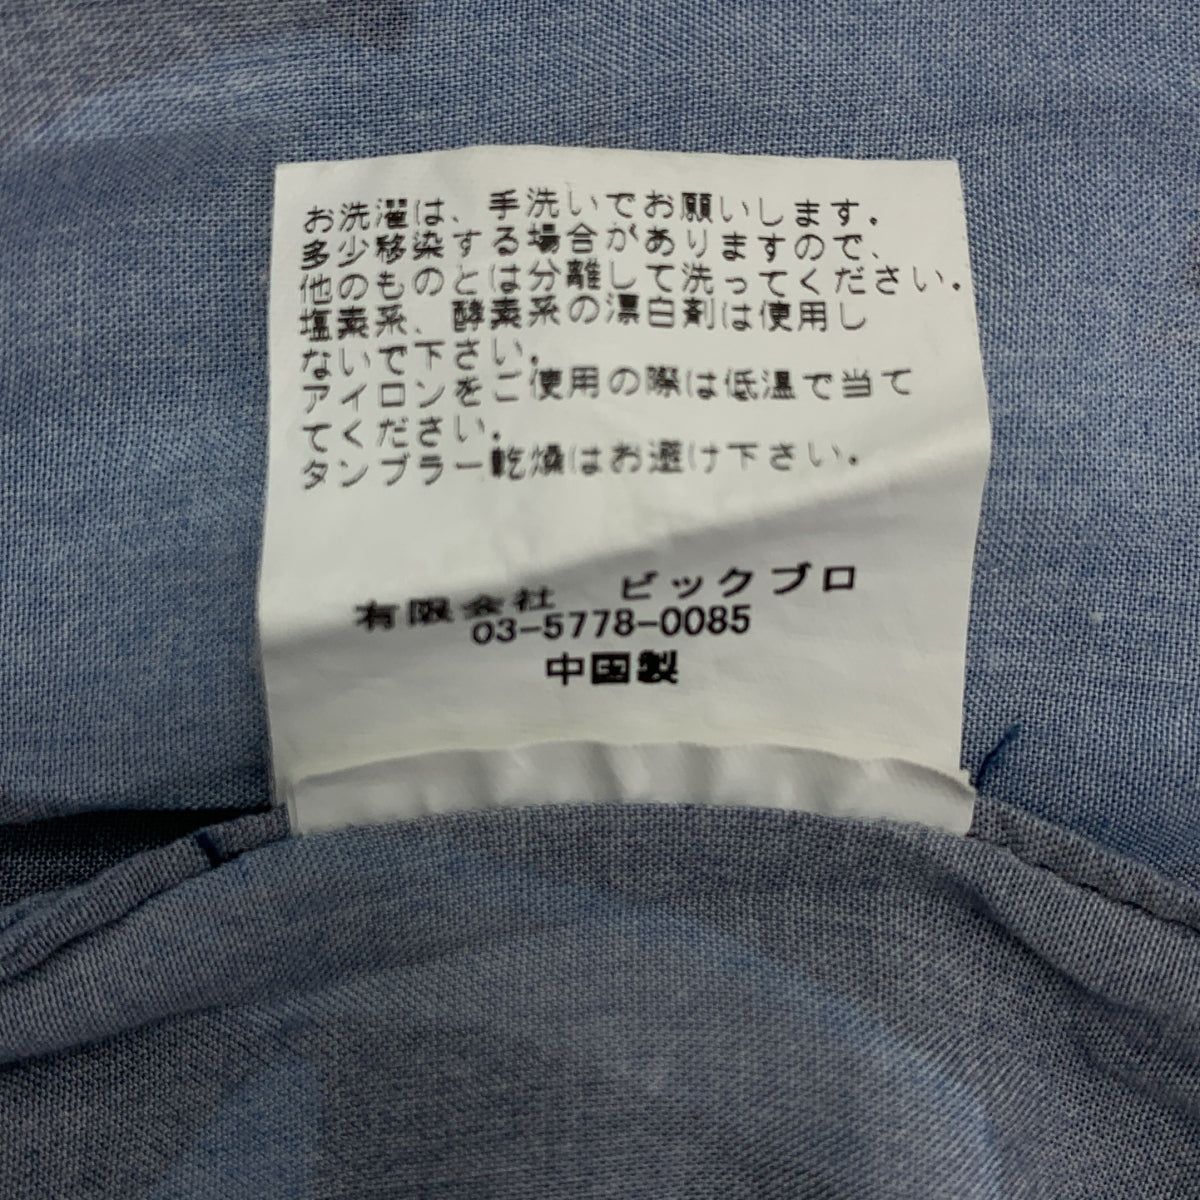 お洗濯は、手洗いでお願いします。
多少移染する場合がありますので、
他のものとは分離して洗ってください。
塩素系、酵素系の漂白剤は使用し
ないで下さい。
アイロンをご使用の際は低温で当て
てください。
タンブラー乾燥はお避け下さい。
有限会社 ビックブロ
03-5778-0085
中国製